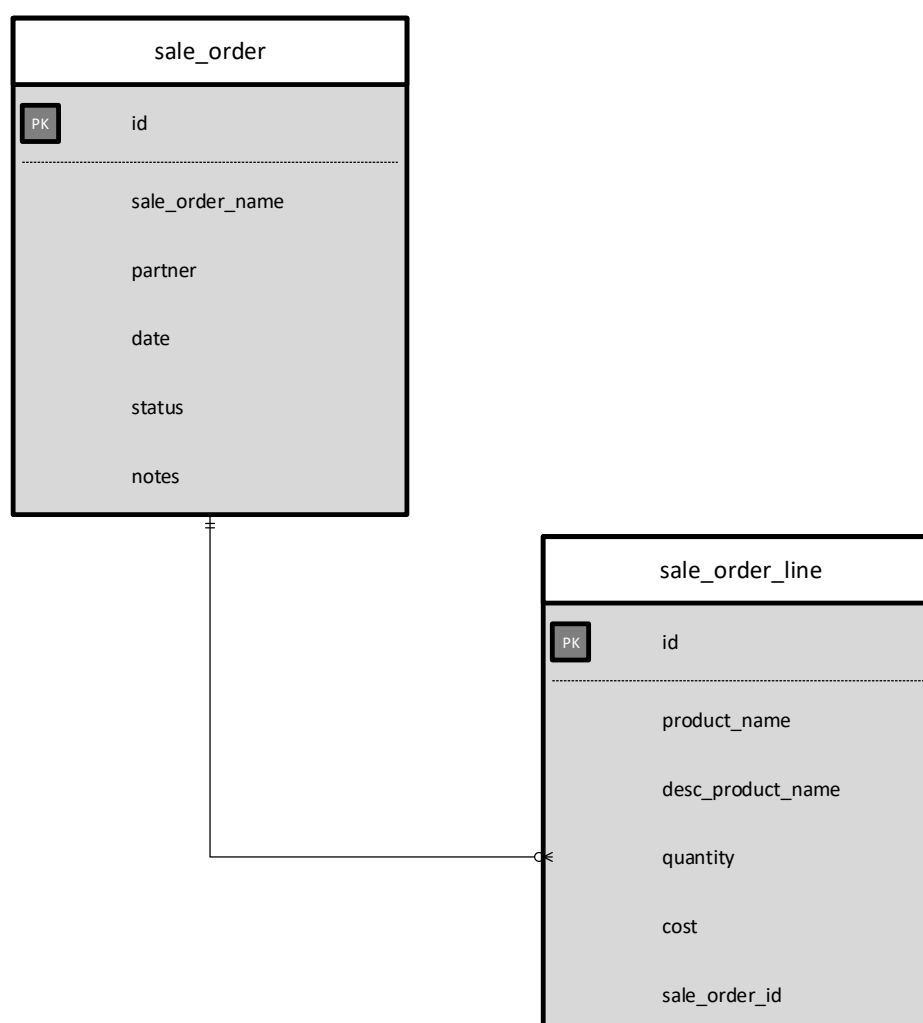 sale_order
PK id
sale_order_name
partner
date
status
notes
sale_order_line
PK id
product_name
desc_product_name
quantity
cost
sale_order_id